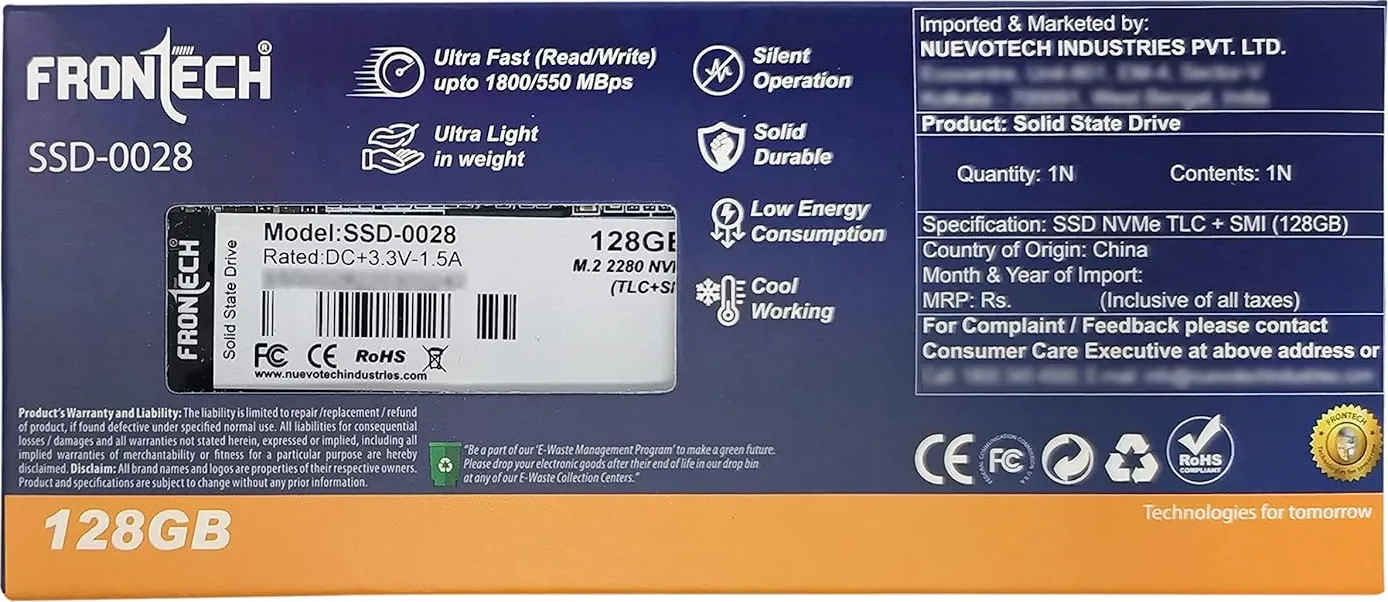 FRONTECH®
SSD-0028
Ultra Fast (Read/Write)
upto 1800/550 MBps
Ultra Light
in weight
Silent
Operation
Solid
Durable
Low Energy
Consumption
Cool
Working
FRONTECH®
Solid State Drive
Model:SSD-0028
Rated:DC+3.3V-1.5A
128GB
M.2 2280 NV
(TLC+S
FC CE RoHS
www.nuevotechindustries.com
Imported & Marketed by:
NUEVOTECH INDUSTRIES PVT. LTD.
Product: Solid State Drive
Quantity: 1N Contents: 1N
Specification: SSD NVMe TLC + SMI (128GB)
Country of Origin: China
Month & Year of Import:
MRP: Rs. (Inclusive of all taxes)
For Complaint / Feedback please contact
Consumer Care Executive at above address or
Product's Warranty and Liability: The liability is limited to repair /replacement / refund
of product, if found defective under specified normal use. All liabilities for consequential
losses / damages and all warranties not stated herein, expressed or implied, including all
implied warranties of merchantability or fitness for a particular purpose are hereby
disclaimed. Disclaim: All brand names and logos are properties of their respective owners.
Product and specifications are subject to change without any prior information.
"Be a part of our 'E-Waste Management Program' to make a green future.
Please drop your electronic goods after their end of life in our drop bin
at any of our E-Waste Collection Centers."
CE FC RoHS
COMPLIANT
FRONTECH
128GB
Technologies for tomorrow